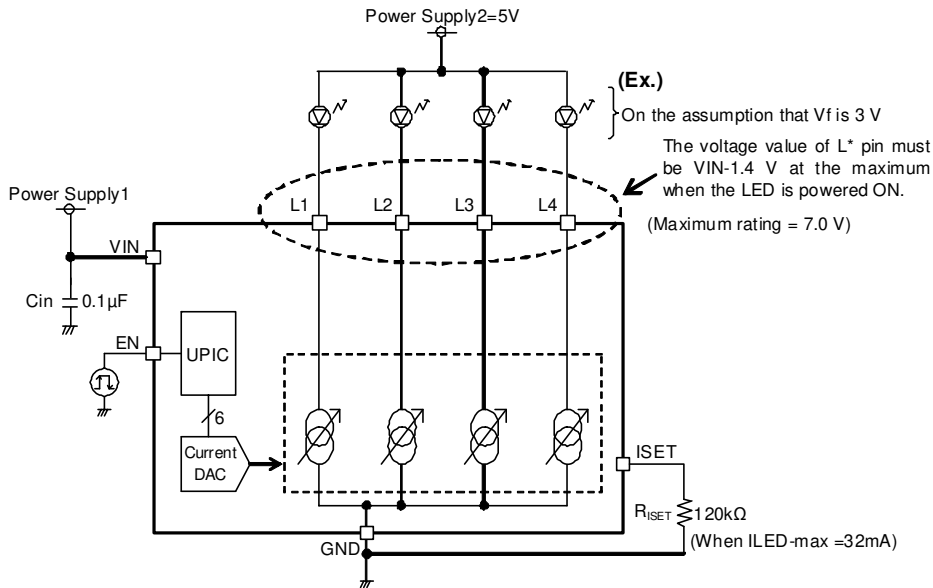 Power Supply2=5V
(Ex.)
On the assumption that Vf is 3 V
The voltage value of L* pin must
be VIN-1.4 V at the maximum
when the LED is powered ON.
(Maximum rating = 7.0 V)
Power Supply1
L1
L2
L3
L4
VIN
Cin
0.1µF
EN
UPIC
6
Current
DAC
ISET
RISET
120kΩ
(When ILED-max =32mA)
GND